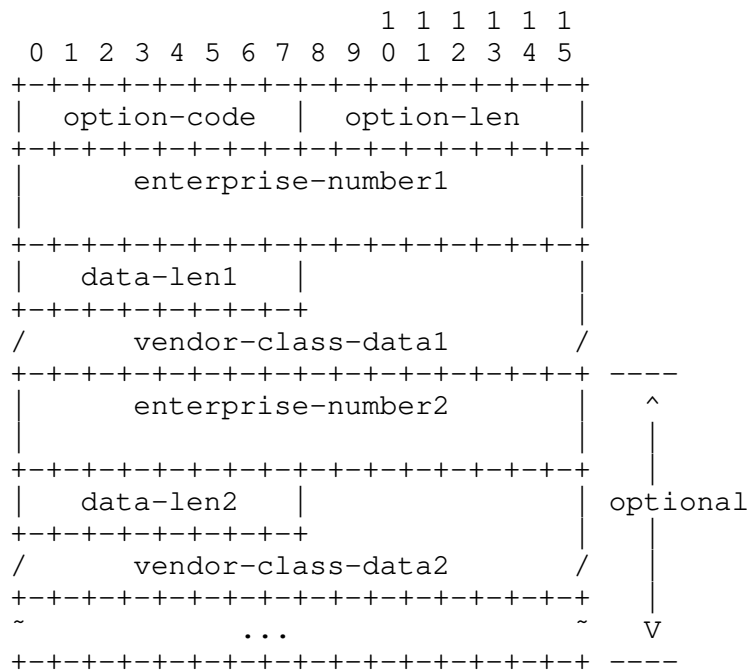 1 1 1 1 1 1
  0 1 2 3 4 5 6 7 8 9 0 1 2 3 4 5
 +-+-+-+-+-+-+-+-+-+-+-+-+-+-+-+-+
 |  option-code  |  option-len   |
 +-+-+-+-+-+-+-+-+-+-+-+-+-+-+-+-+
 |      enterprise-number1       |
 |                               |
 +-+-+-+-+-+-+-+-+-+-+-+-+-+-+-+-+
 |   data-len1   |               |
 +-+-+-+-+-+-+-+-+               |
 /      vendor-class-data1       /
 +-+-+-+-+-+-+-+-+-+-+-+-+-+-+-+-+ ----
 |      enterprise-number2       |   ^
 |                               |   |
 +-+-+-+-+-+-+-+-+-+-+-+-+-+-+-+-+   |
 |   data-len2   |               | optional
 +-+-+-+-+-+-+-+-+               |   |
 /      vendor-class-data2       /   |
 +-+-+-+-+-+-+-+-+-+-+-+-+-+-+-+-+   |
 ~            ...                ~   V
 +-+-+-+-+-+-+-+-+-+-+-+-+-+-+-+-+ ----